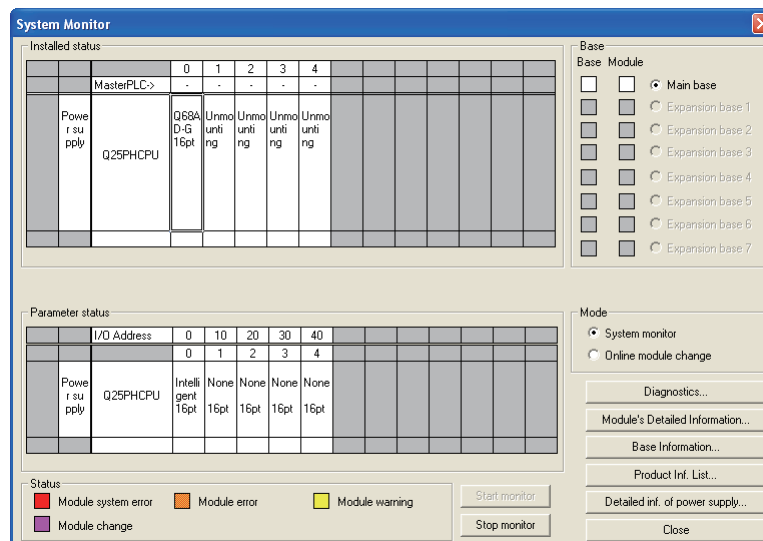 System Monitor
Installed status
0 1 2 3 4
MasterPLC-> - - - - -
Powe
r su
pply
Q25PHCPU
Q68A
D-G
16pt
Unmo
unti
ng
Unmo
unti
ng
Unmo
unti
ng
Unmo
unti
ng
Base
Base Module
Main base
Expansion base 1
Expansion base 2
Expansion base 3
Expansion base 4
Expansion base 5
Expansion base 6
Expansion base 7
Parameter status
I/O Address 0 10 20 30 40
0 1 2 3 4
Powe
r su
pply
Q25PHCPU
Intelli
gent
16pt
None
16pt
None
16pt
None
16pt
None
16pt
Mode
System monitor
Online module change
Diagnostics...
Module's Detailed Information...
Base Information...
Product Inf. List...
Detailed inf. of power supply...
Close
Status
Module system error
Module error
Module warning
Module change
Start monitor
Stop monitor